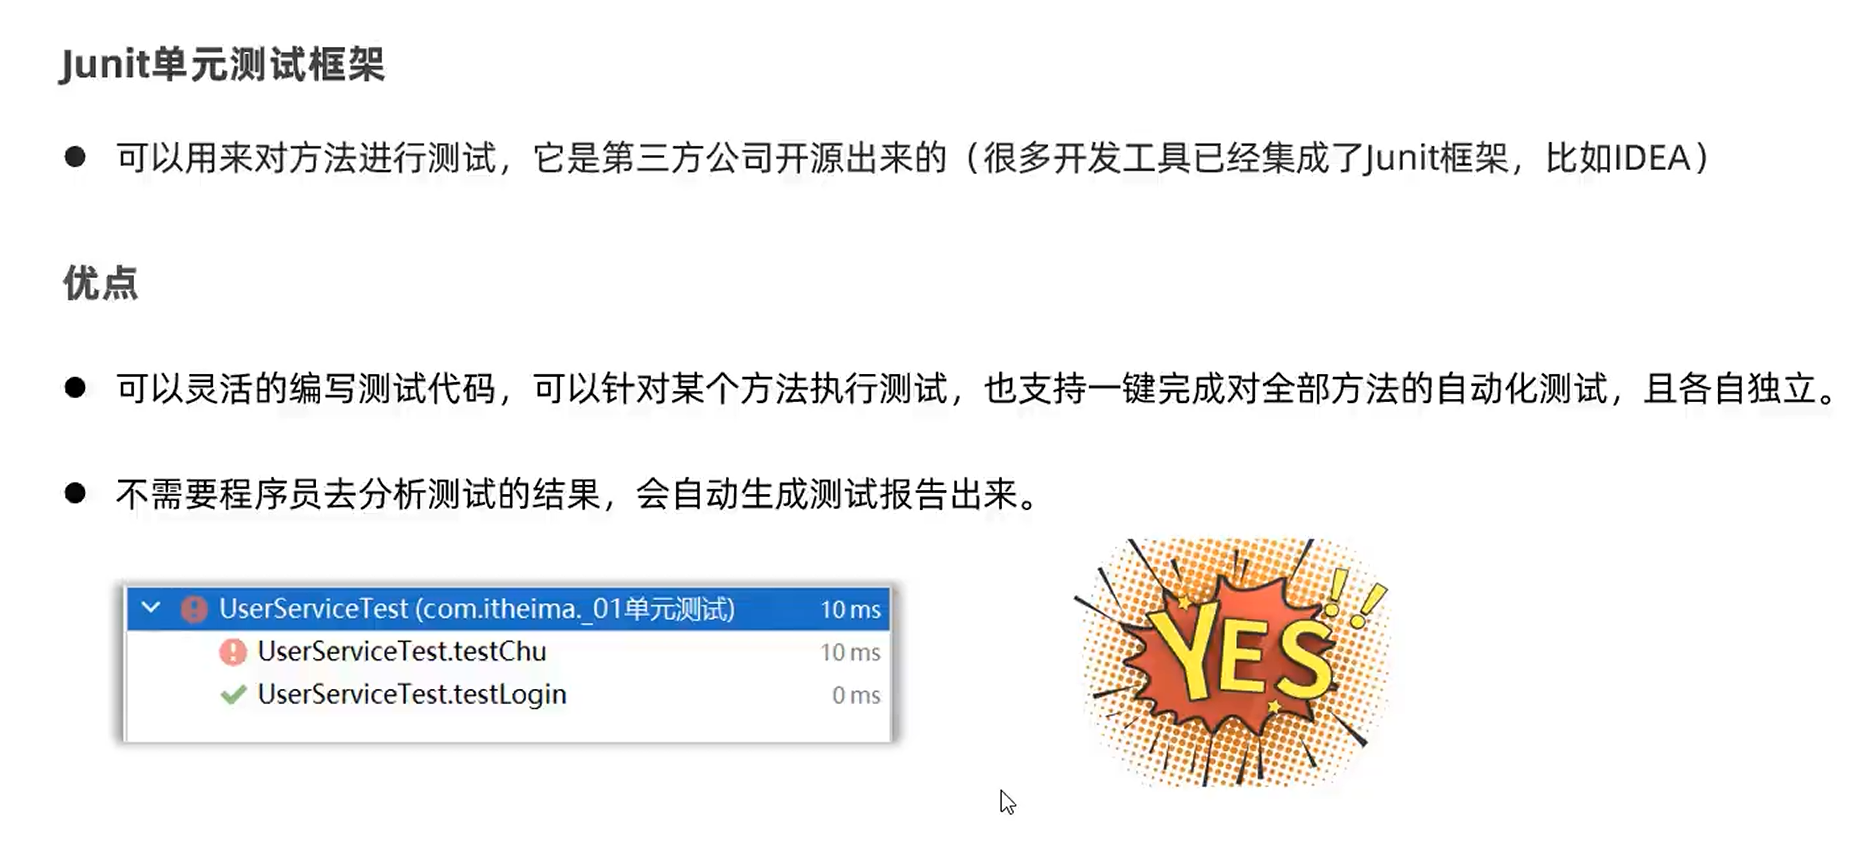 Junit单元测试框架
可以用来对方法进行测试，它是第三方公司开源出来的（很多开发工具已经集成了Junit框架，比如IDEA）
优点
可以灵活的编写测试代码，可以针对某个方法执行测试，也支持一键完成对全部方法的自动化测试，且各自独立。
不需要程序员去分析测试的结果，会自动生成测试报告出来。
UserServiceTest (com.itheima._01单元测试) 10 ms
UserServiceTest.testChu 10 ms
UserServiceTest.testLogin 0 ms
YES!!